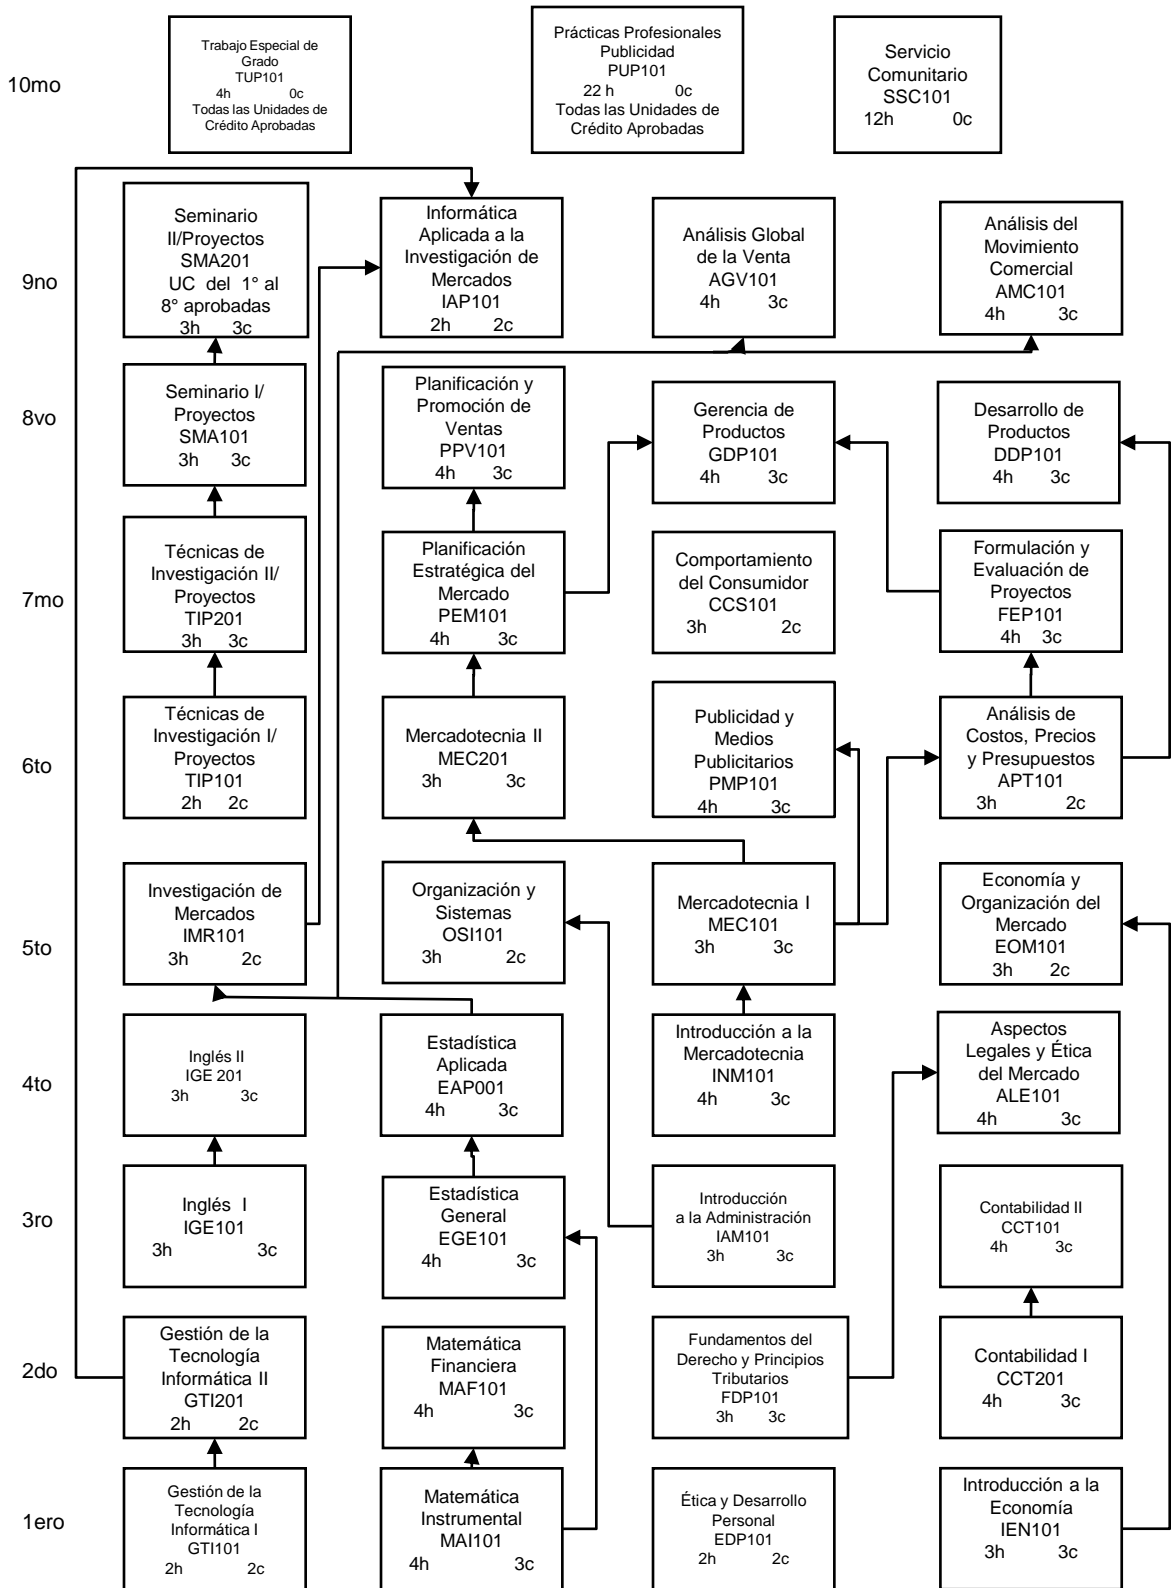 10mo
Trabajo Especial de
Grado
TUP101
4h 0c
Todas las Unidades de
Crédito Aprobadas
Prácticas Profesionales
Publicidad
PUP101
22 h 0c
Todas las Unidades de
Crédito Aprobadas
Servicio
Comunitario
SSC101
12h 0c
9no
Seminario
II/Proyectos
SMA201
UC del 1° al
8° aprobadas
3h 3c
Informática
Aplicada a la
Investigación de
Mercados
IAP101
2h 2c
Análisis Global
de la Venta
AGV101
4h 3c
Análisis del
Movimiento
Comercial
AMC101
4h 3c
8vo
Seminario I/
Proyectos
SMA101
3h 3c
Planificación y
Promoción de
Ventas
PPV101
4h 3c
Gerencia de
Productos
GDP101
4h 3c
Desarrollo de
Productos
DDP101
4h 3c
7mo
Técnicas de
Investigación II/
Proyectos
TIP201
3h 3c
Planificación
Estratégica del
Mercado
PEM101
4h 3c
Comportamiento
del Consumidor
CCS101
3h 2c
Formulación y
Evaluación de
Proyectos
FEP101
4h 3c
6to
Técnicas de
Investigación I/
Proyectos
TIP101
2h 2c
Mercadotecnia II
MEC201
3h 3c
Publicidad y
Medios
Publicitarios
PMP101
4h 3c
Análisis de
Costos, Precios
y Presupuestos
APT101
3h 2c
5to
Investigación de
Mercados
IMR101
3h 2c
Organización y
Sistemas
OSI101
3h 2c
Mercadotecnia I
MEC101
3h 3c
Economía y
Organización del
Mercado
EOM101
3h 2c
4to
Inglés II
IGE 201
3h 3c
Estadística
Aplicada
EAP001
4h 3c
Introducción a la
Mercadotecnia
INM101
4h 3c
Aspectos
Legales y Ética
del Mercado
ALE101
4h 3c
3ro
Inglés I
IGE101
3h 3c
Estadística
General
EGE101
4h 3c
Introducción
a la Administración
IAM101
3h 3c
Contabilidad II
CCT101
4h 3c
2do
Gestión de la
Tecnología
Informática II
GTI201
2h 2c
Matemática
Financiera
MAF101
4h 3c
Fundamentos del
Derecho y Principios
Tributarios
FDP101
3h 3c
Contabilidad I
CCT201
4h 3c
1ero
Gestión de la
Tecnología
Informática I
GTI101
2h 2c
Matemática
Instrumental
MAI101
4h 3c
Ética y Desarrollo
Personal
EDP101
2h 2c
Introducción a la
Economía
IEN101
3h 3c